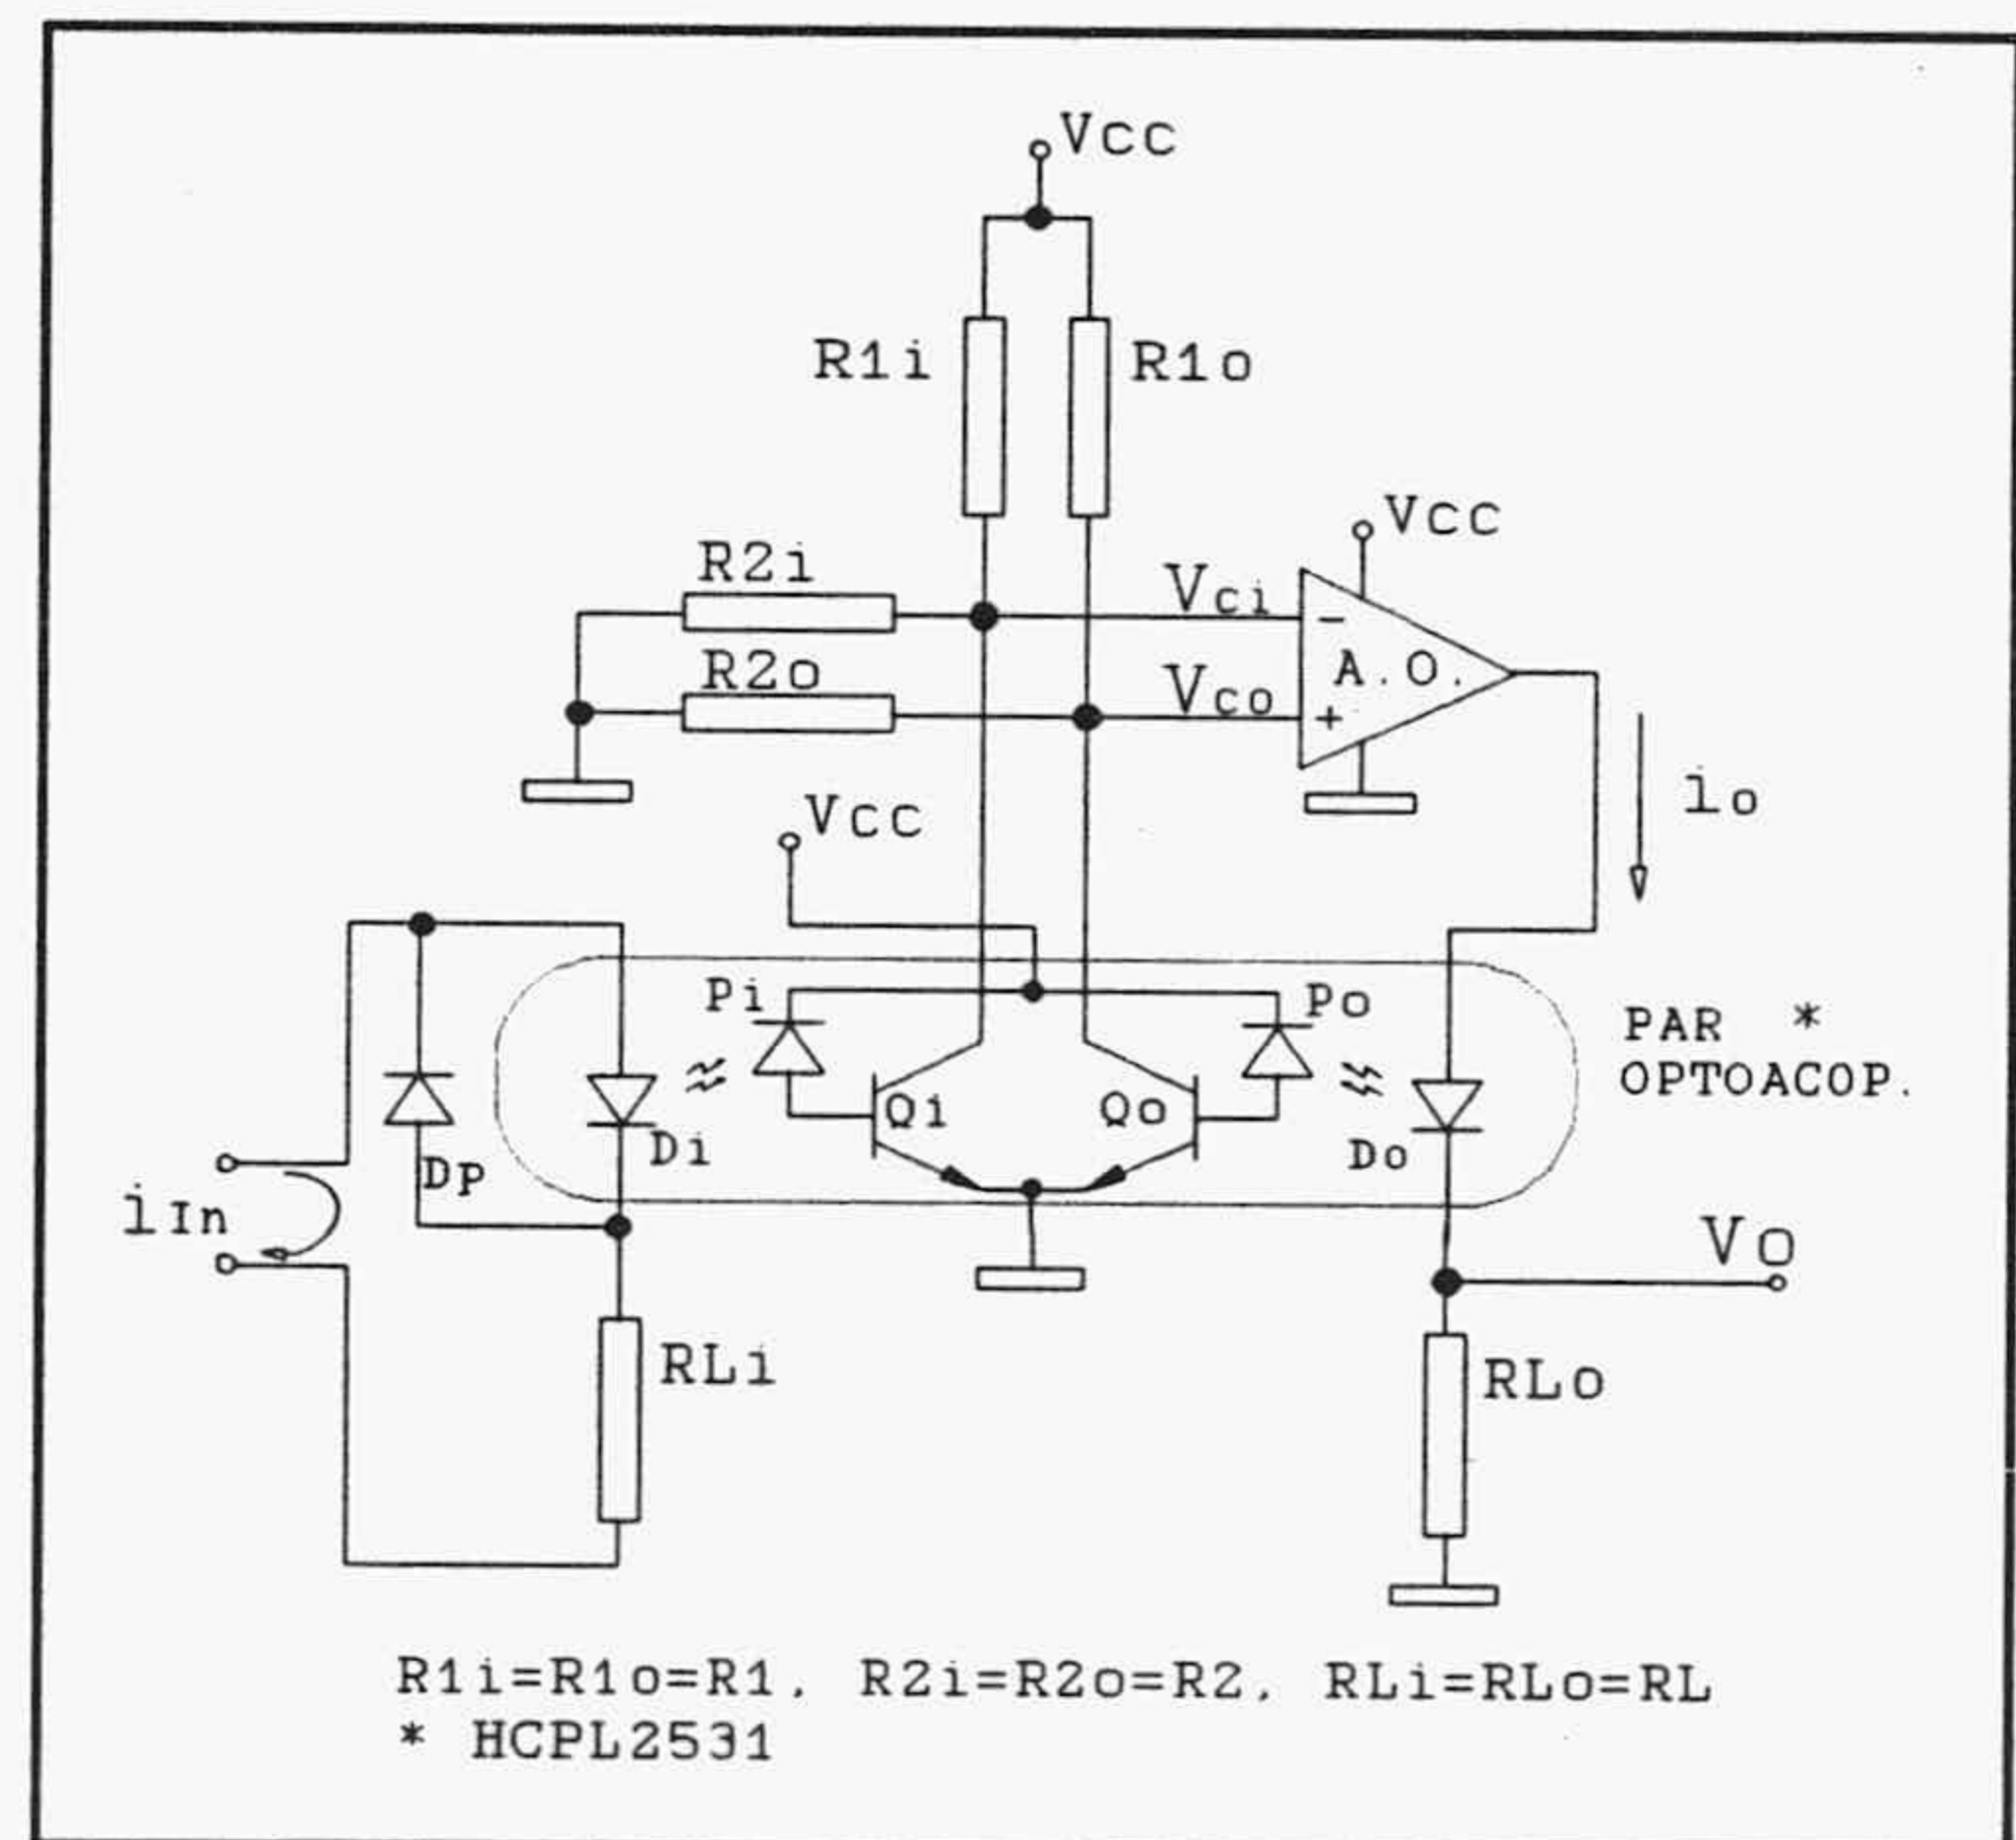 Vcc
R1i
R1o
Vcc
R2i
Vci
-
A.O.
R2o
Vco
+
io
Vcc
Pi
Po
PAR *
OPTOACOP.
Qi
Qo
Di
Do
Dp
iIn
Vo
RLi
RLo
R1i=R1o=R1, R2i=R2o=R2, RLi=RLo=RL
* HCPL2531